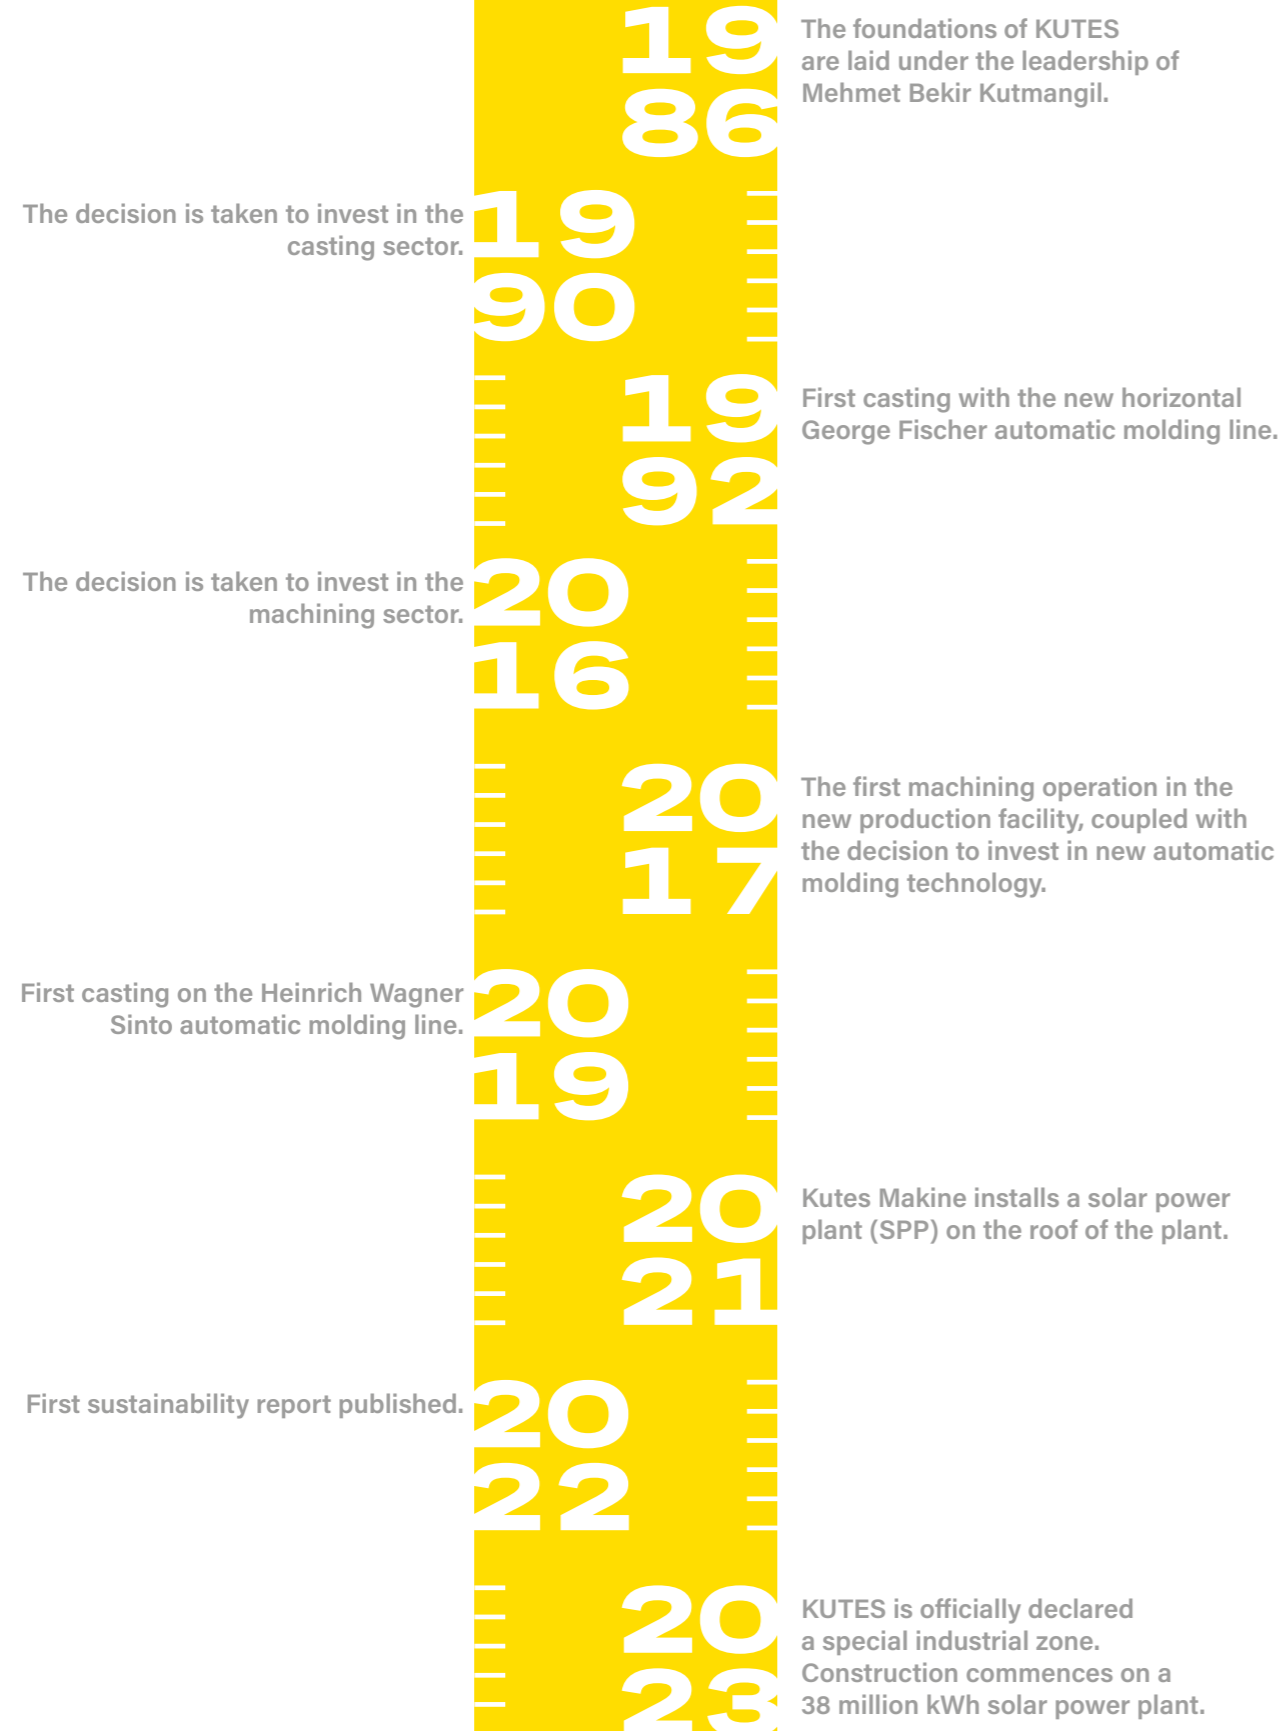 19
86
The foundations of KUTES
are laid under the leadership of
Mehmet Bekir Kutmangil.
The decision is taken to invest in the
casting sector.
19
90
19
92
First casting with the new horizontal
George Fischer automatic molding line.
The decision is taken to invest in the
machining sector.
20
16
20
17
The first machining operation in the
new production facility, coupled with
the decision to invest in new automatic
molding technology.
First casting on the Heinrich Wagner
Sinto automatic molding line.
20
19
20
21
Kutes Makine installs a solar power
plant (SPP) on the roof of the plant.
First sustainability report published.
20
22
20
23
KUTES is officially declared
a special industrial zone.
Construction commences on a
38 million kWh solar power plant.